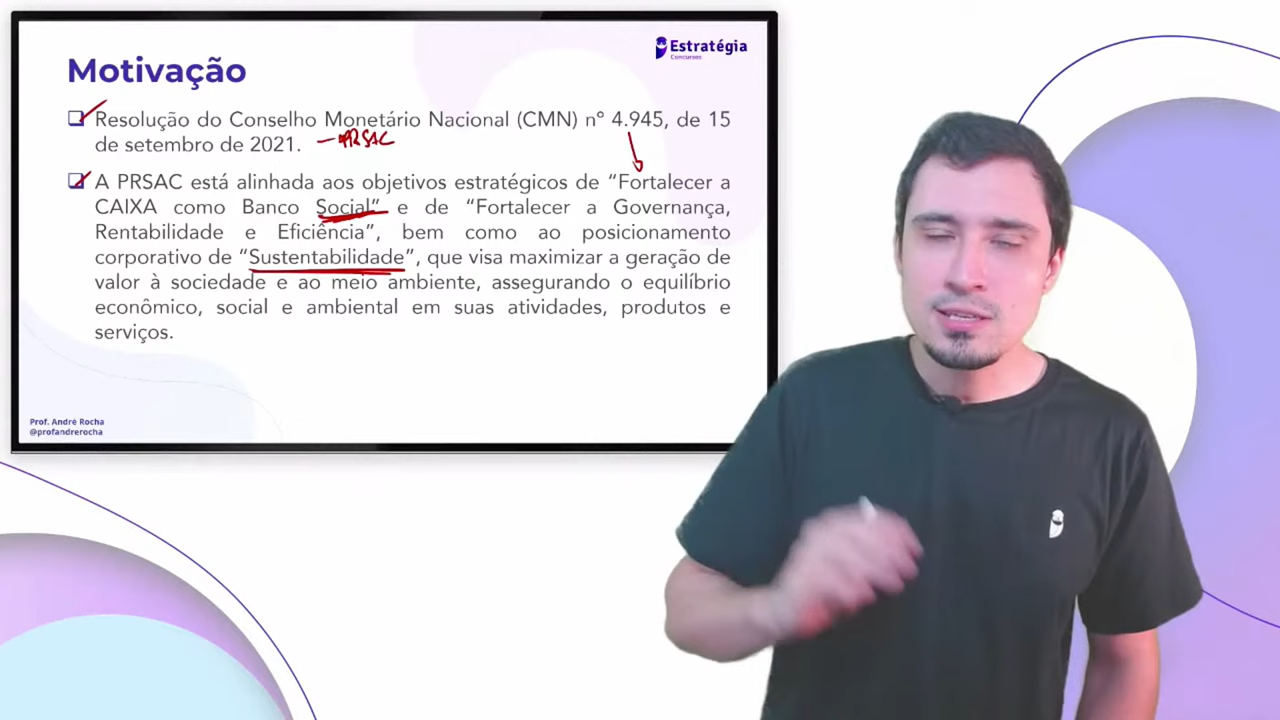 Estratégia
Concursos
Motivação
Resolução do Conselho Monetário Nacional (CMN) nº 4.945, de 15
de setembro de 2021. – PRSAC
A PRSAC está alinhada aos objetivos estratégicos de “Fortalecer a
CAIXA como Banco Social” e de “Fortalecer a Governança,
Rentabilidade e Eficiência”, bem como ao posicionamento
corporativo de “Sustentabilidade”, que visa maximizar a geração de
valor à sociedade e ao meio ambiente, assegurando o equilíbrio
econômico, social e ambiental em suas atividades, produtos e
serviços.
Prof. André Rocha
@profandrerocha